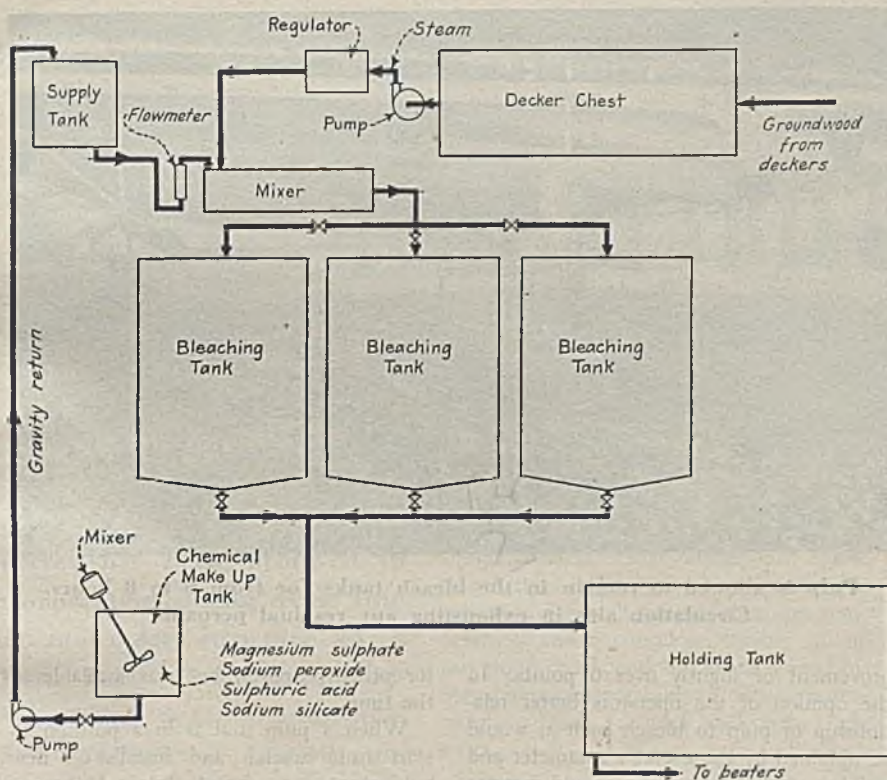 Regulator
Steam
Supply
Tank
Flowmeter
Pump
Decker Chest
Groundwood
from
deckers
Mixer
Bleaching
Tank
Bleaching
Tank
Bleaching
Tank
Gravity return
Mixer
Chemical
Make Up
Tank
Magnesium sulphate
Sodium peroxide
Sulphuric acid
Sodium silicate
Pump
Holding Tank
To beaters